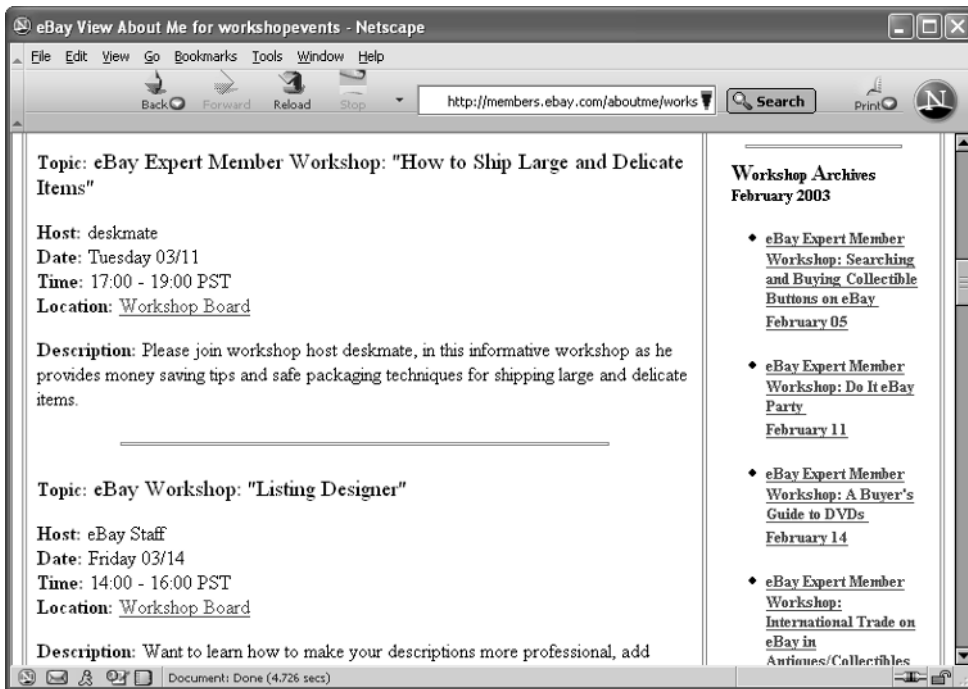 eBay View About Me for workshopevents - Netscape
File Edit View Go Bookmarks Tools Window Help
Back Forward Reload Stop http://members.ebay.com/aboutme/works Search Print N
Topic: eBay Expert Member Workshop: "How to Ship Large and Delicate
Items"
Host: deskmate
Date: Tuesday 03/11
Time: 17:00 - 19:00 PST
Location: Workshop Board
Description: Please join workshop host deskmate, in this informative workshop as he
provides money saving tips and safe packaging techniques for shipping large and delicate
items.
Topic: eBay Workshop: "Listing Designer"
Host: eBay Staff
Date: Friday 03/14
Time: 14:00 - 16:00 PST
Location: Workshop Board
Description: Want to learn how to make your descriptions more professional, add
Workshop Archives
February 2003
eBay Expert Member
Workshop: Searching
and Buying Collectible
Buttons on eBay
February 05
eBay Expert Member
Workshop: Do It eBay
Party
February 11
eBay Expert Member
Workshop: A Buyer's
Guide to DVDs
February 14
eBay Expert Member
Workshop:
International Trade on
eBay in
Antiques/Collectibles
Document: Done (4.726 secs)